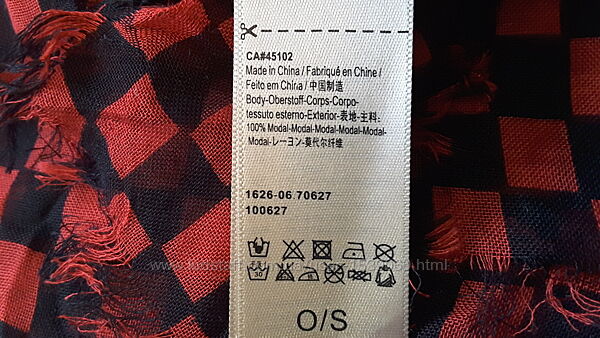 CA#45102
Made in China / Fabriqué en Chine /
Feito em China / 中国制造
Body-Oberstoff-Corps-Corpo-
tessuto esterno-Exterior-表地-主料:
100% Modal-Modal-Modal-Modal-Modal-
Modal-レーヨン-莫代尔纤维
1626-06 70627
100627
30
O/S